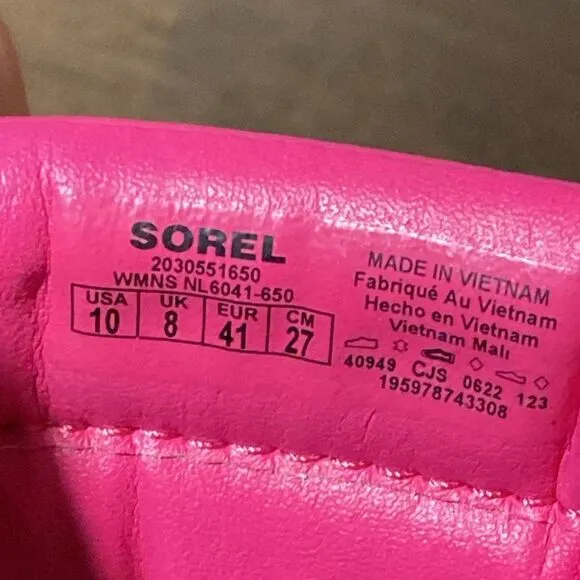 SOREL
2030551650
WMNS NL6041-650
USA UK EUR CM
10 8 41 27
MADE IN VIETNAM
Fabriqué Au Vietnam
Hecho en Vietnam
Vietnam Malı
40949 CJS 0622 123
195978743308